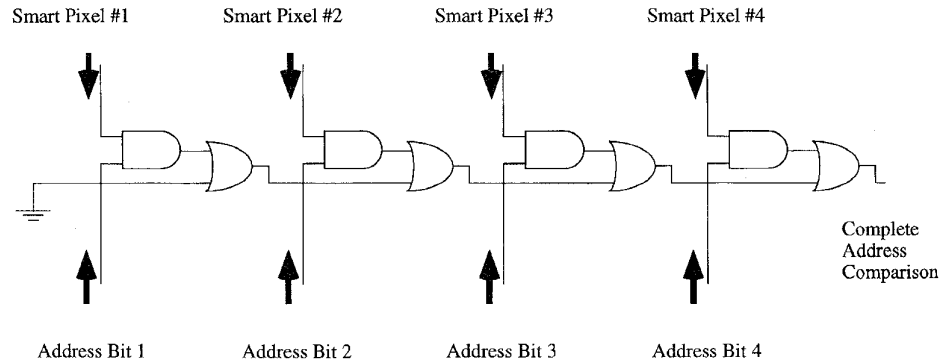 Smart Pixel #1 Smart Pixel #2 Smart Pixel #3 Smart Pixel #4
Complete
Address
Comparison
Address Bit 1 Address Bit 2 Address Bit 3 Address Bit 4